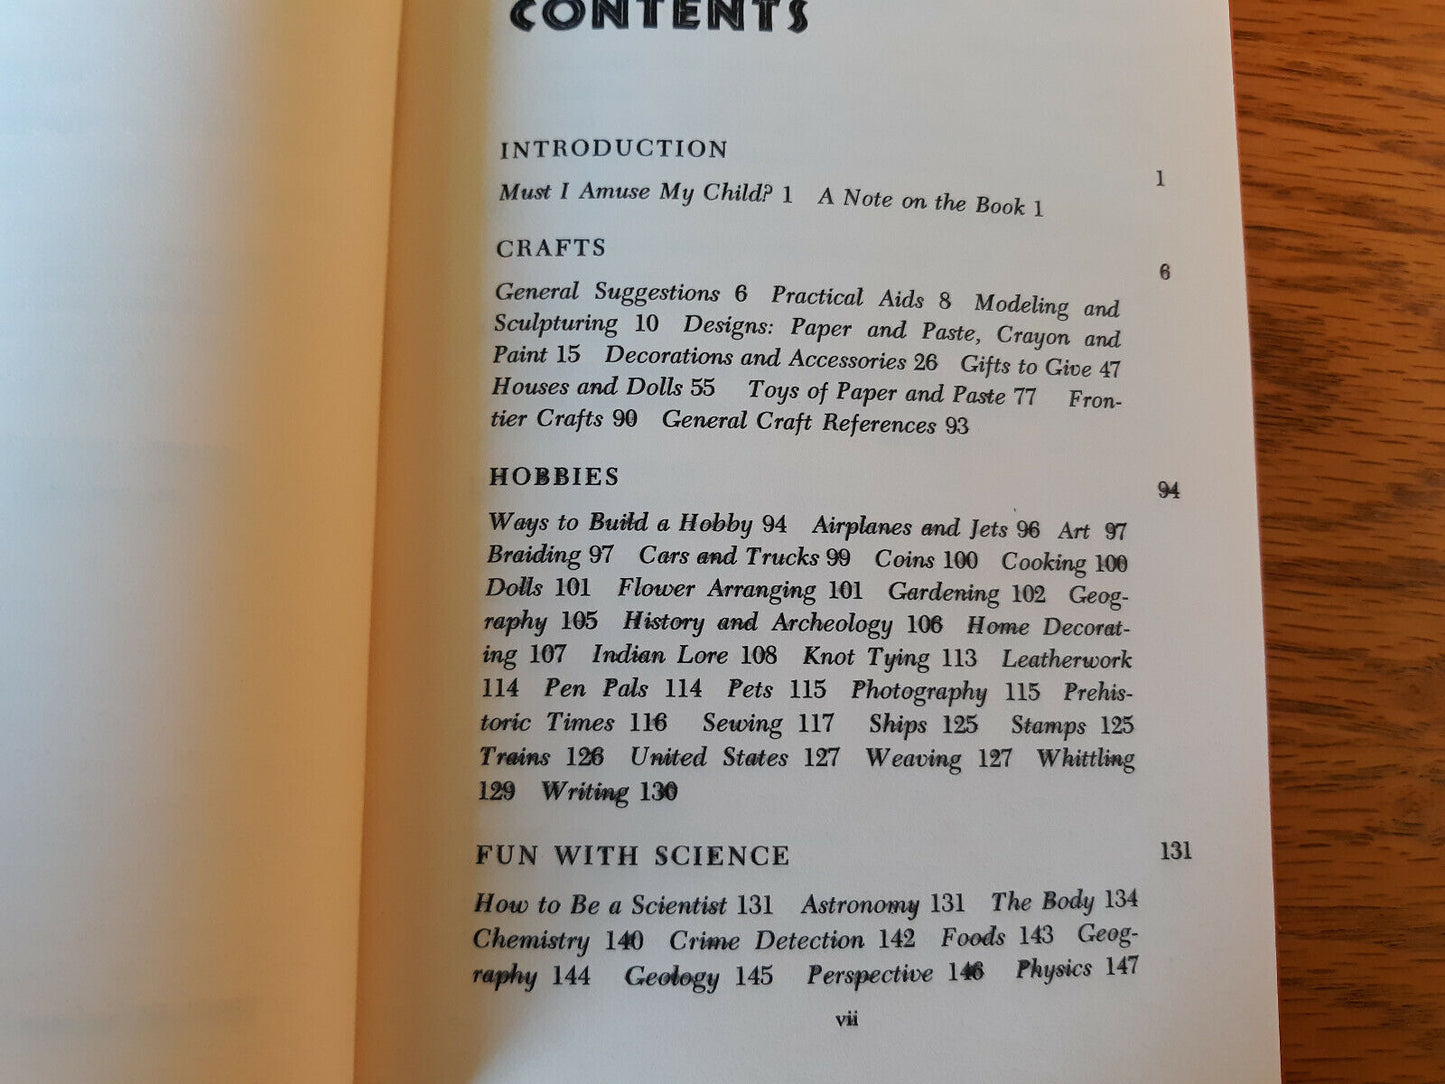 CONTENTS
INTRODUCTION 1
Must I Amuse My Child? 1 A Note on the Book 1
CRAFTS 6
General Suggestions 6 Practical Aids 8 Modeling and
Sculpturing 10 Designs: Paper and Paste, Crayon and
Paint 15 Decorations and Accessories 26 Gifts to Give 47
Houses and Dolls 55 Toys of Paper and Paste 77 Fron-
tier Crafts 90 General Craft References 93
HOBBIES 94
Ways to Build a Hobby 94 Airplanes and Jets 96 Art 97
Braiding 97 Cars and Trucks 99 Coins 100 Cooking 100
Dolls 101 Flower Arranging 101 Gardening 102 Geog-
raphy 105 History and Archeology 106 Home Decorat-
ing 107 Indian Lore 108 Knot Tying 113 Leatherwork
114 Pen Pals 114 Pets 115 Photography 115 Prehis-
toric Times 116 Sewing 117 Ships 125 Stamps 125
Trains 126 United States 127 Weaving 127 Whittling
129 Writing 130
FUN WITH SCIENCE 131
How to Be a Scientist 131 Astronomy 131 The Body 134
Chemistry 140 Crime Detection 142 Foods 143 Geog-
raphy 144 Geology 145 Perspective 146 Physics 147
vii